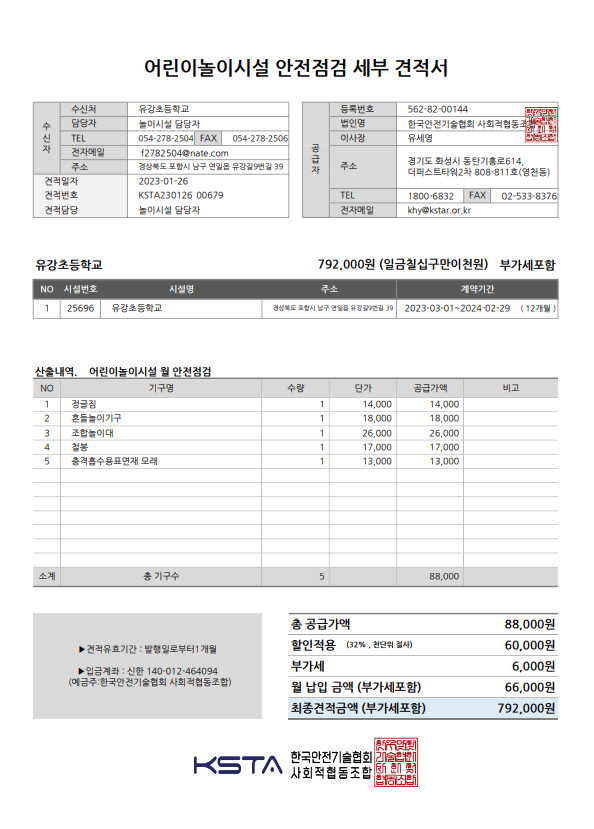 어린이놀이시설 안전점검 세부 견적서
수신자
수신처 유강초등학교
담당자 놀이시설 담당자
TEL 054-278-2504 FAX 054-278-2506
전자메일 f2782504@nate.com
주소 경상북도 포항시 남구 연일읍 유강길9번길 39
견적일자 2023-01-26
견적번호 KSTA230126 00679
견적담당 놀이시설 담당자
공급자
등록번호 562-82-00144
법인명 한국안전기술협회 사회적협동조합
이사장 유세영
주소 경기도 화성시 동탄기흥로614,
더퍼스트타워2차 808-811호(영천동)
TEL 1800-6832 FAX 02-533-8376
전자메일 khy@kstar.or.kr
유강초등학교 792,000원 (일금칠십구만이천원) 부가세포함
NO 시설번호 시설명 주소 계약기간
1 25696 유강초등학교 경상북도 포항시 남구 연일읍 유강길9번길 39 2023-03-01~2024-02-29 ( 12개월 )
산출내역. 어린이놀이시설 월 안전점검
NO 기구명 수량 단가 공급가액 비고
1 정글짐 1 14,000 14,000
2 흔들놀이기구 1 18,000 18,000
3 조합놀이대 1 26,000 26,000
4 철봉 1 17,000 17,000
5 충격흡수용표면재 모래 1 13,000 13,000
소계 총 기구수 5 88,000
▶견적유효기간 : 발행일로부터1개월
▶입금계좌 : 신한 140-012-464094
(예금주:한국안전기술협회 사회적협동조합)
총 공급가액 88,000원
할인적용 (32% , 천단위 절사) 60,000원
부가세 6,000원
월 납입 금액 (부가세포함) 66,000원
최종견적금액 (부가세포함) 792,000원
KSTA 한국안전기술협회
사회적협동조합